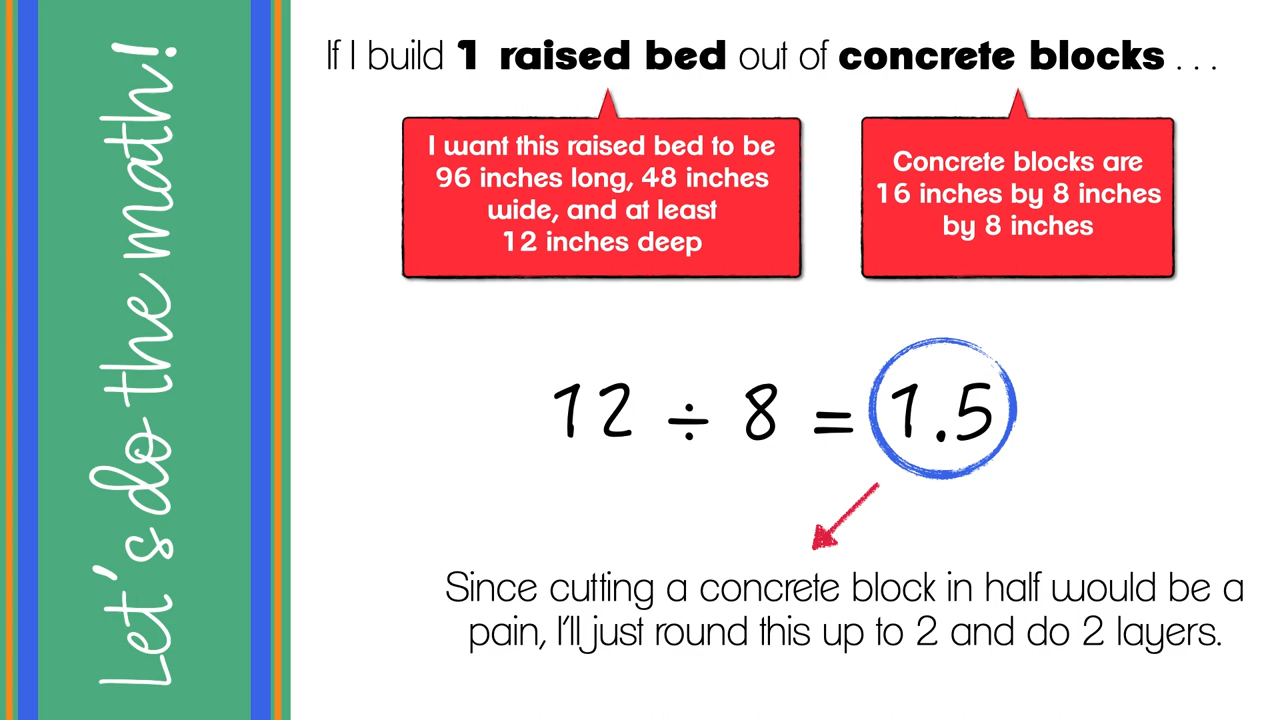 Let's do the math!
If I build 1 raised bed out of concrete blocks . . .
I want this raised bed to be
96 inches long, 48 inches
wide, and at least
12 inches deep
Concrete blocks are
16 inches by 8 inches
by 8 inches
12 ÷ 8 = 1.5
Since cutting a concrete block in half would be a
pain, I'll just round this up to 2 and do 2 layers.